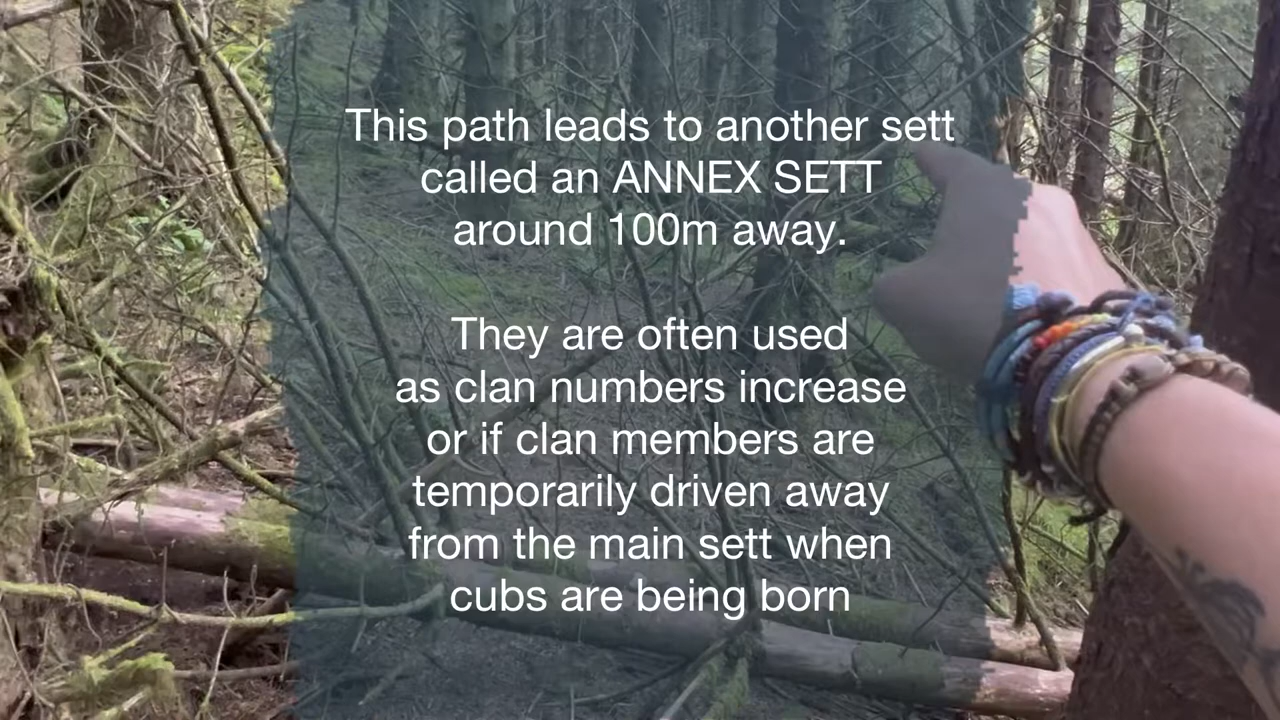 This path leads to another sett
called an ANNEX SETT
around 100m away.
They are often used
as clan numbers increase
or if clan members are
temporarily driven away
from the main sett when
cubs are being born